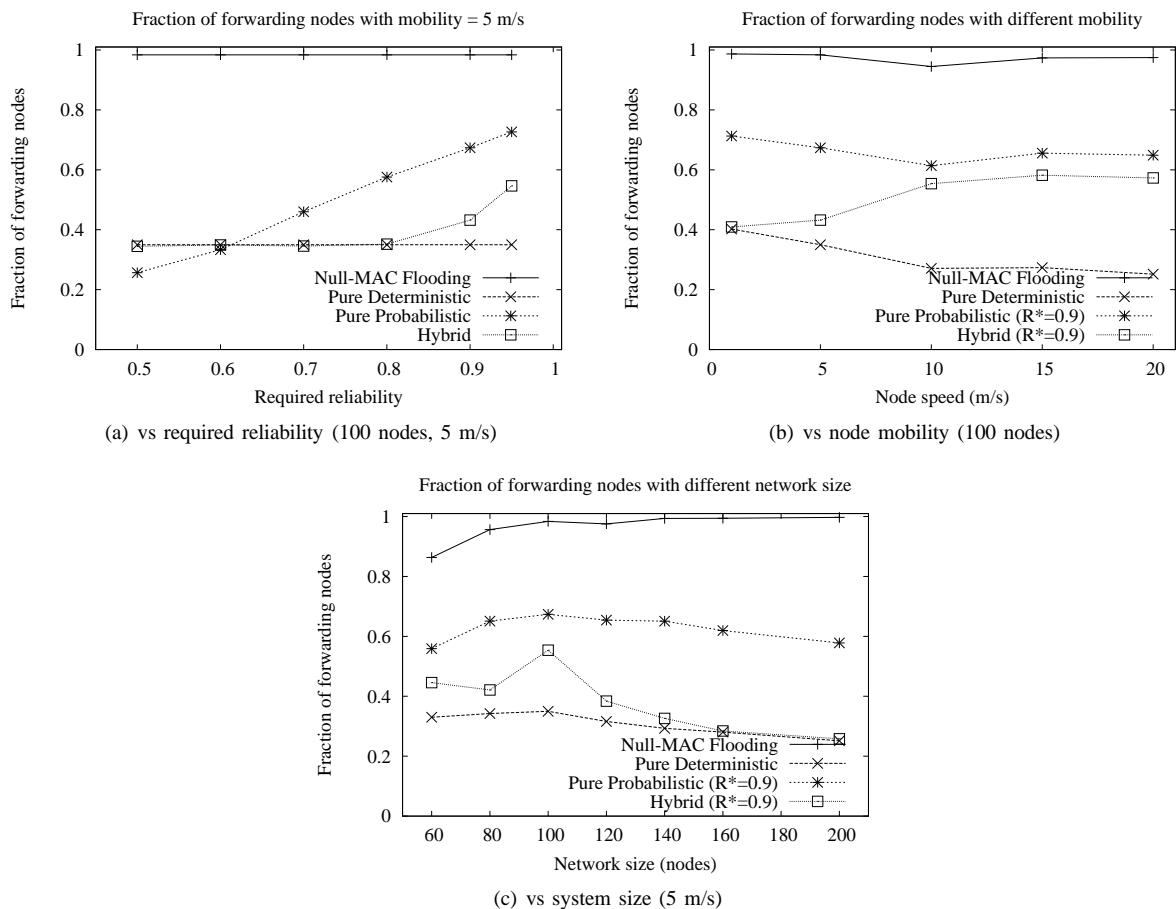 Fraction of forwarding nodes with mobility = 5 m/s
Fraction of forwarding nodes
1
0.8
0.6
0.4
0.2
0
Null-MAC Flooding
Pure Deterministic
Pure Probabilistic
Hybrid
0.5 0.6 0.7 0.8 0.9 1
Required reliability
(a) vs required reliability (100 nodes, 5 m/s)
Fraction of forwarding nodes with different mobility
Fraction of forwarding nodes
1
0.8
0.6
0.4
0.2
0
Null-MAC Flooding
Pure Deterministic
Pure Probabilistic (R*=0.9)
Hybrid (R*=0.9)
0 5 10 15 20
Node speed (m/s)
(b) vs node mobility (100 nodes)
Fraction of forwarding nodes with different network size
Fraction of forwarding nodes
1
0.8
0.6
0.4
0.2
0
Null-MAC Flooding
Pure Deterministic
Pure Probabilistic (R*=0.9)
Hybrid (R*=0.9)
60 80 100 120 140 160 180 200
Network size (nodes)
(c) vs system size (5 m/s)